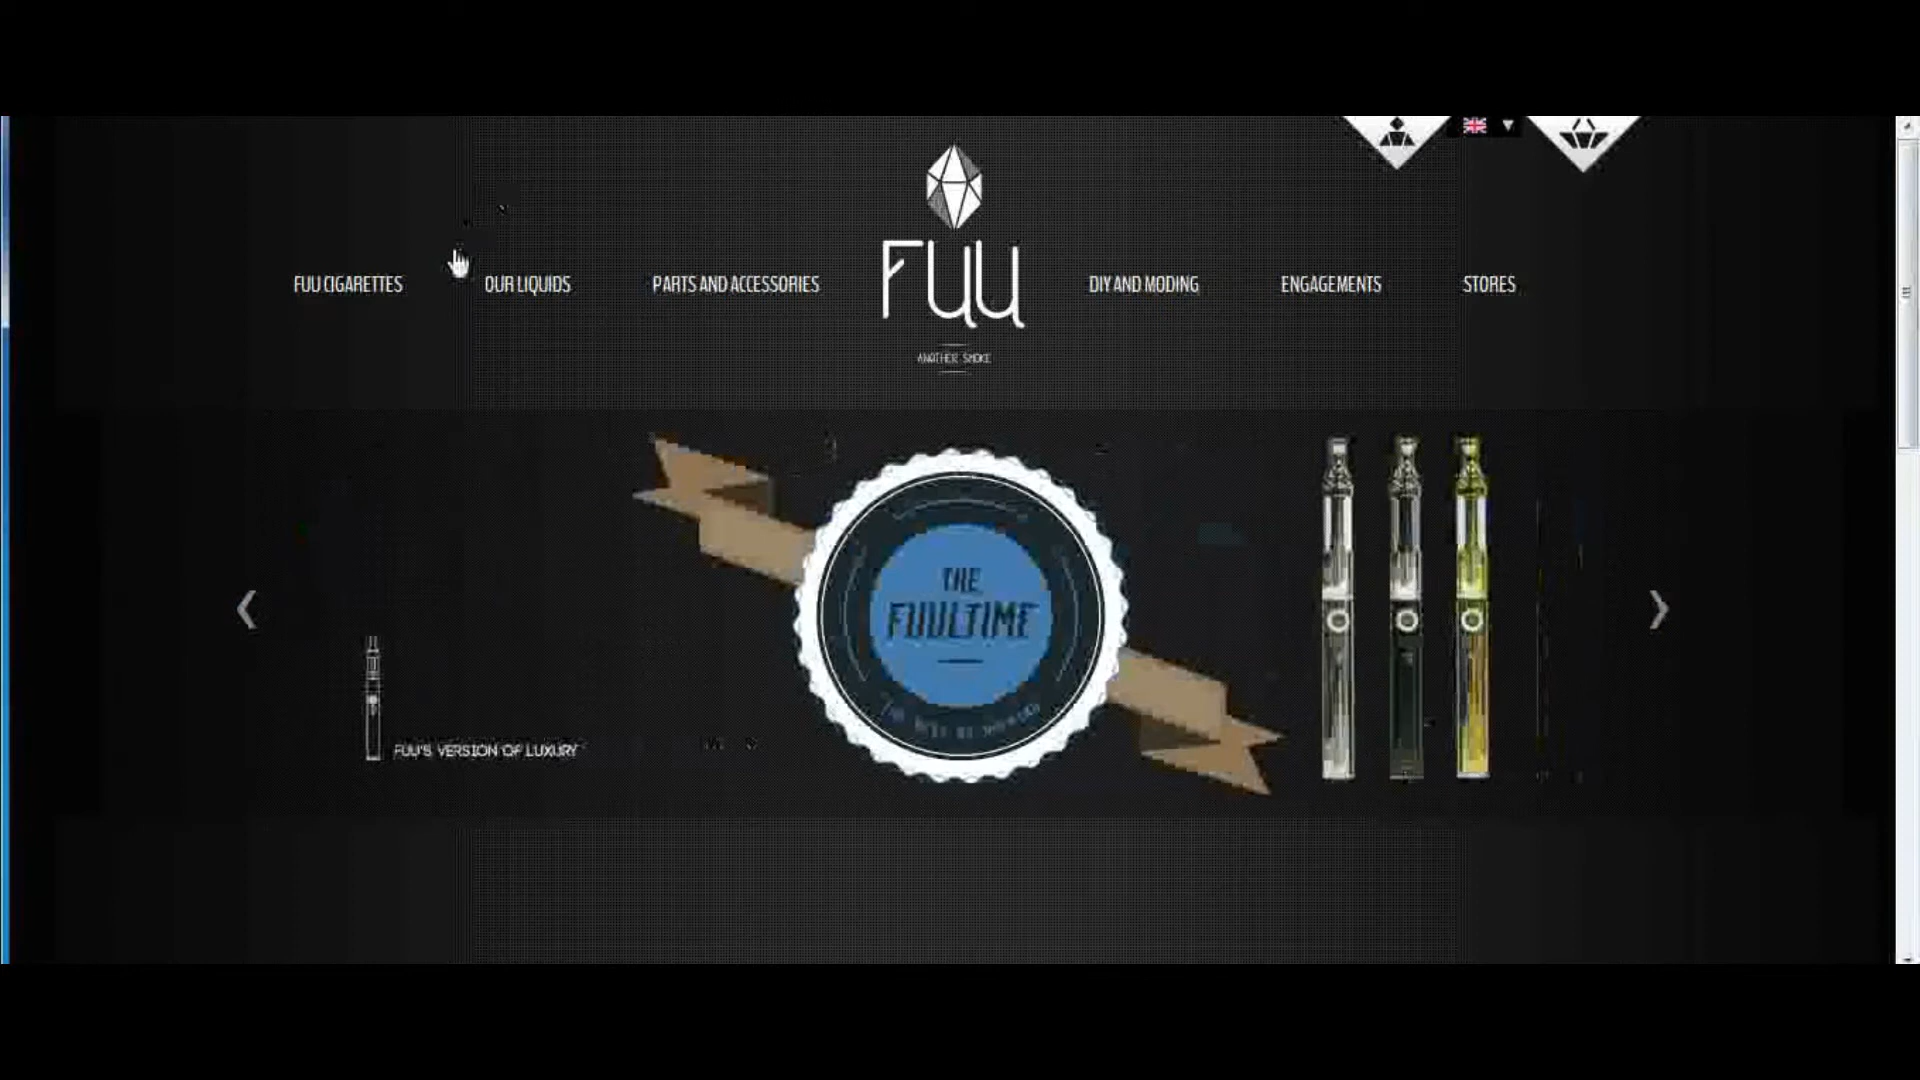 FUU CIGARETTES
OUR LIQUIDS
PARTS AND ACCESSORIES
FUU
ANOTHER SMOKE
DIY AND MODING
ENGAGEMENTS
STORES
THE
FUULTIME
FUU'S VERSION OF LUXURY